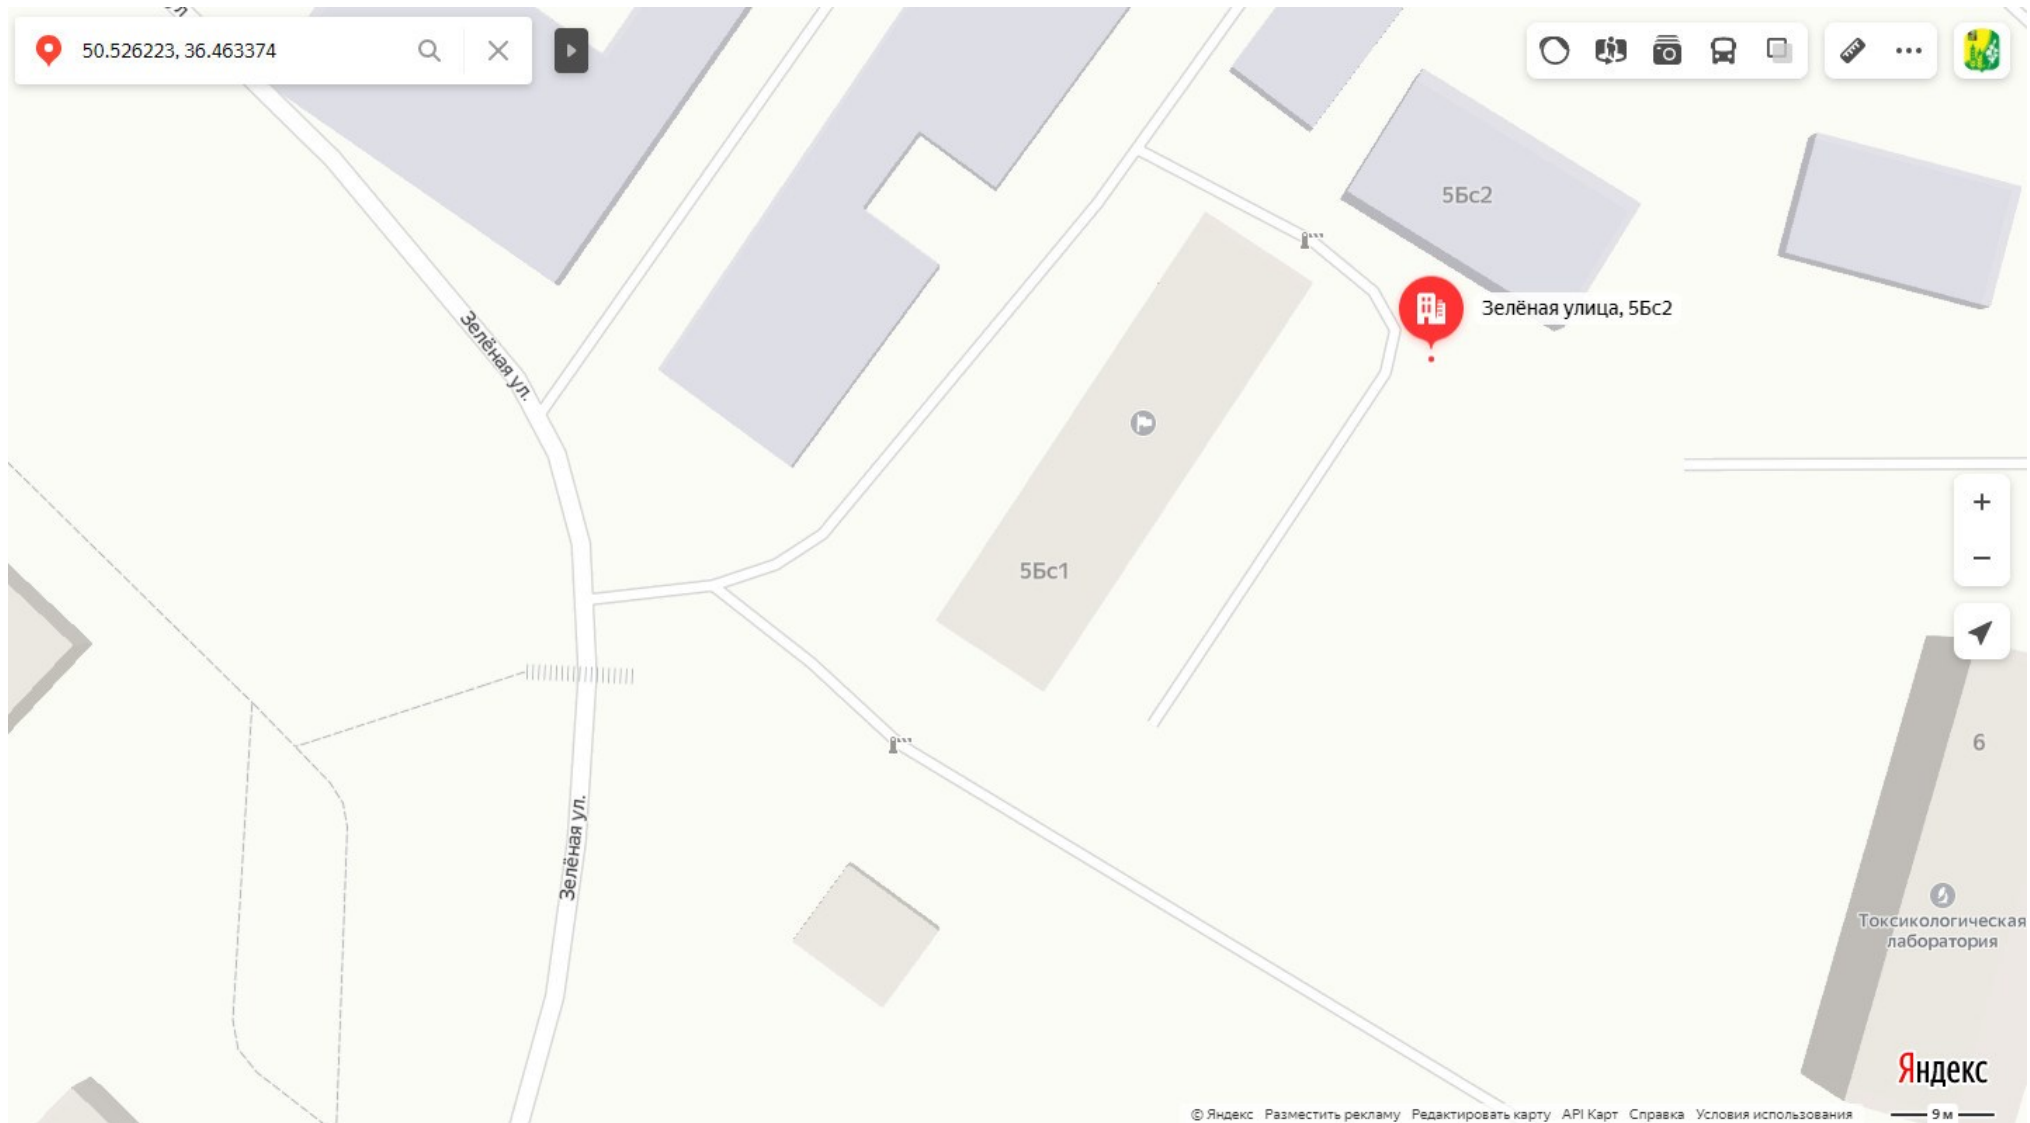 50.526223, 36.463374
5Бс2
Зелёная улица, 5Бс2
Зелёная ул.
5Бс1
6
Зелёная ул.
Токсикологическая
лаборатория
Яндекс
© Яндекс Разместить рекламу Редактировать карту API Карт Справка Условия использования 9 м